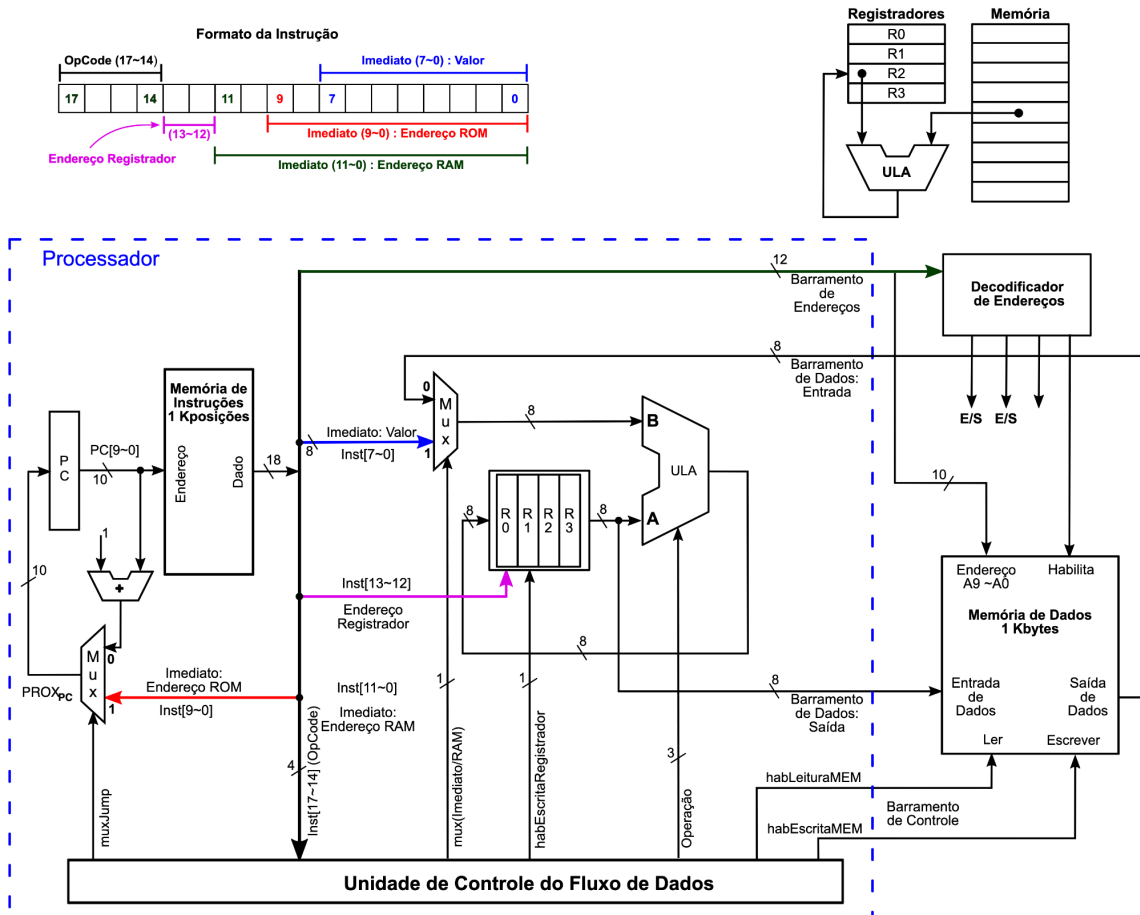 Formato da Instrução
OpCode (17~14)
Imediato (7~0) : Valor
17
14
11
9
7
0
(13~12)
Imediato (9~0) : Endereço ROM
Endereço Registrador
Imediato (11~0) : Endereço RAM
Registradores
Memória
R0
R1
R2
R3
ULA
Processador
12
Barramento
de
Endereços
Decodificador
de Endereços
8
Barramento
de Dados:
Entrada
E/S
E/S
Memória de
Instruções
1 Kposições
Endereço
Dado
P
C
PC[9~0]
10
18
1
+
10
M
u
x
0
1
PROXPC
Imediato:
Endereço ROM
Inst[9~0]
8
Imediato: Valor
Inst[7~0]
0
M
u
x
1
8
B
A
ULA
8
R
0
R
1
R
2
R
3
8
Inst[13~12]
Endereço
Registrador
8
10
Endereço
A9 ~A0
Habilita
Memória de Dados
1 Kbytes
Entrada
de
Dados
Saída
de
Dados
Ler
Escrever
8
Barramento
de Dados:
Saída
Inst[11~0]
Imediato:
Endereço RAM
4
Inst[17~14] (OpCode)
muxJump
1
mux(Imediato/RAM)
1
habEscritaRegistrador
3
Operação
habLeituraMEM
habEscritaMEM
Barramento
de Controle
Unidade de Controle do Fluxo de Dados